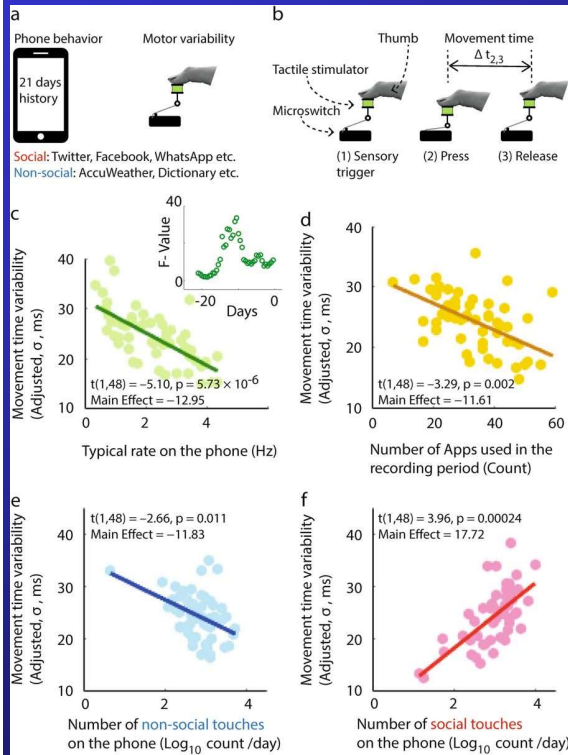 a
Phone behavior
Motor variability
21 days
history
Social: Twitter, Facebook, WhatsApp etc.
Non-social: AccuWeather, Dictionary etc.
b
Thumb
Movement time
Δ t2,3
Tactile stimulator
Microswitch
(1) Sensory
trigger
(2) Press
(3) Release
c
Movement time variability
(Adjusted, σ, ms)
40
30
20
10
F- Value
40
0
-20
0
Days
t(1,48) = −5.10, p = 5.73 × 10-6
Main Effect = −12.95
0
2
4
Typical rate on the phone (Hz)
d
Movement time variability
(Adjusted, σ, ms)
40
30
20
10
t(1,48) = −3.29, p = 0.002
Main Effect = −11.61
0
20
40
60
Number of Apps used in the
recording period (Count)
e
Movement time variability
(Adjusted, σ, ms)
40
30
20
10
t(1,48) = −2.66, p = 0.011
Main Effect = −11.83
0
2
4
Number of non-social touches
on the phone (Log10 count /day)
f
Movement time variability
(Adjusted, σ, ms)
40
30
20
10
t(1,48) = 3.96, p = 0.00024
Main Effect = 17.72
0
2
4
Number of social touches
on the phone (Log10 count /day)